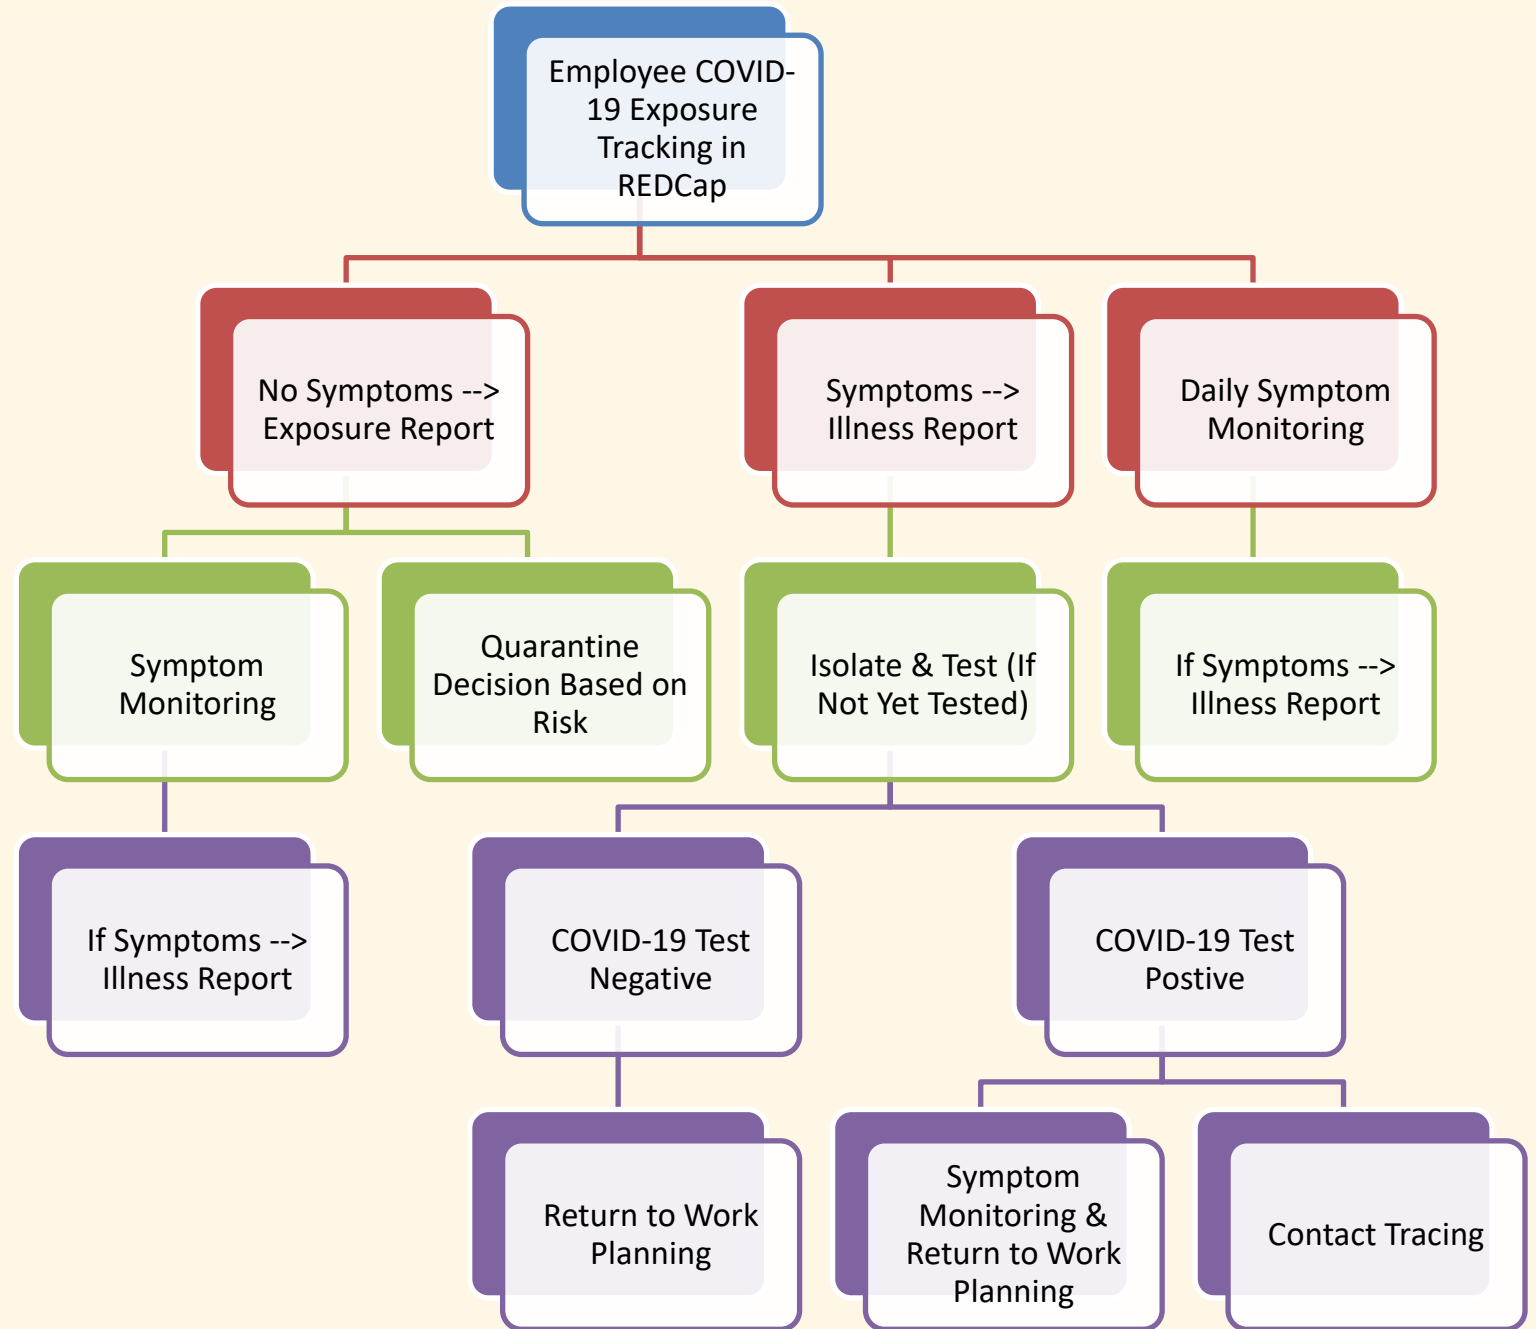 Employee COVID-
19 Exposure
Tracking in
REDCap
No Symptoms -->
Exposure Report
Symptoms -->
Illness Report
Daily Symptom
Monitoring
Symptom
Monitoring
Quarantine
Decision Based on
Risk
Isolate & Test (If
Not Yet Tested)
If Symptoms -->
Illness Report
If Symptoms -->
Illness Report
COVID-19 Test
Negative
COVID-19 Test
Postive
Return to Work
Planning
Symptom
Monitoring &
Return to Work
Planning
Contact Tracing